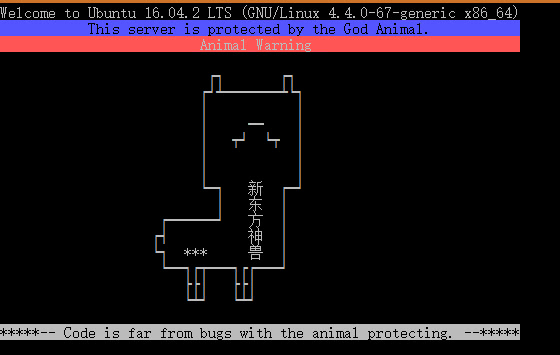 Welcome to Ubuntu 16.04.2 LTS (GNU/Linux 4.4.0-67-generic x86_64)
This server is protected by the God Animal.
Animal Warning
新
东
方
神
兽
***
*****-- Code is far from bugs with the animal protecting. --*****